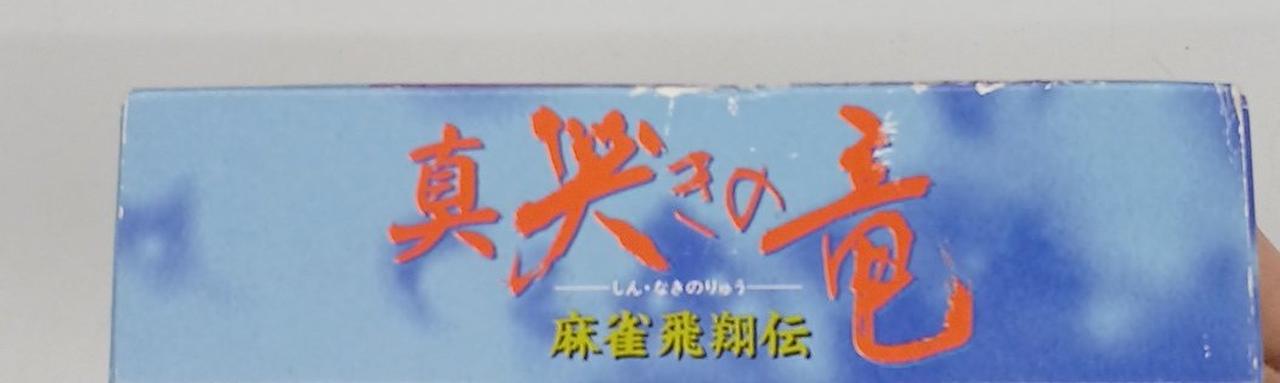 真哭きの竜
しん・なきのりゅう
麻雀飛翔伝